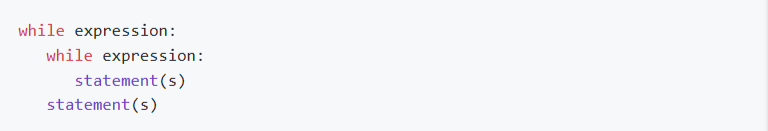 while expression:
   while expression:
      statement(s)
   statement(s)